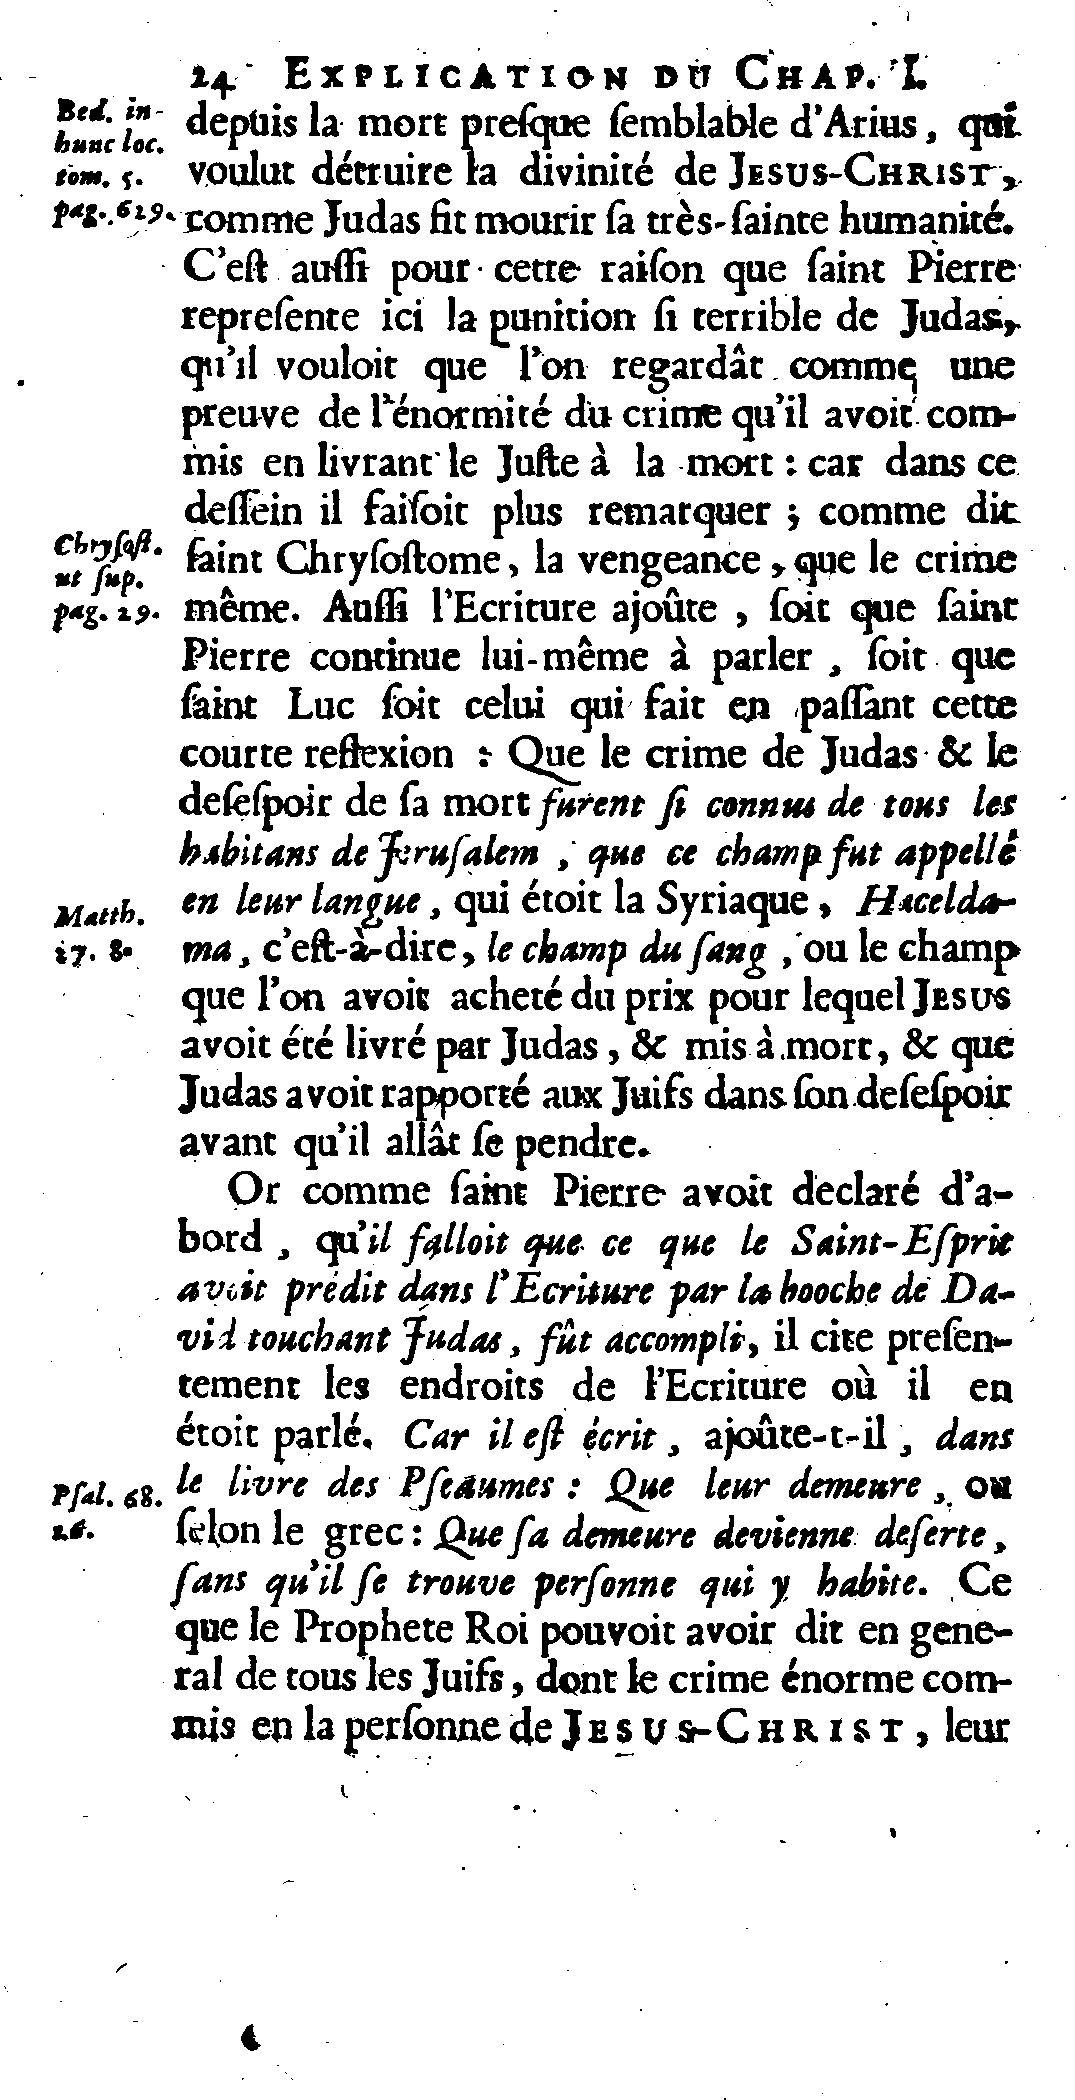 24 EXPLICATION DU CHAP. I.
Bed. in
hunc loc.
tom. 5.
pag. 629.
depuis la mort preſque ſemblable d'Arius, qui
voulut détruire la divinité de JESUS-CHRIST,
comme Judas fit mourir ſa très-ſainte humanité.
C'eſt auſſi pour cette raiſon que ſaint Pierre
repreſente ici la punition ſi terrible de Judas,
qu'il vouloit que l'on regardât comme une
preuve de l'énormité du crime qu'il avoit com-
mis en livrant le Juſte à la mort : car dans ce
deſſein il faiſoit plus remarquer ; comme dit
Chryſoſt.
ut ſup.
pag. 29.
ſaint Chryſoſtome, la vengeance, que le crime
même. Auſſi l'Ecriture ajoûte, ſoit que ſaint
Pierre continue lui-même à parler, ſoit que
ſaint Luc ſoit celui qui fait en paſſant cette
courte reflexion : Que le crime de Judas & le
deſeſpoir de ſa mort furent ſi connus de tous les
habitans de Jeruſalem, que ce champ fut appellé
Matth.
27. 8.
en leur langue, qui étoit la Syriaque, Hacelda-
ma, c'eſt-à-dire, le champ du ſang, ou le champ
que l'on avoit acheté du prix pour lequel JESUS
avoit été livré par Judas, & mis à mort, & que
Judas avoit rapporté aux Juifs dans ſon deſeſpoir
avant qu'il allât ſe pendre.
Or comme ſaint Pierre avoit declaré d'a-
bord, qu'il falloit que ce que le Saint-Eſprit
avoit prédit dans l'Ecriture par la booche de Da-
vid touchant Judas, fût accompli, il cite preſen-
tement les endroits de l'Ecriture où il en
étoit parlé. Car il eſt écrit, ajoûte-t-il, dans
Pſal. 68.
26.
le livre des Pſeaumes : Que leur demeure, ou
ſelon le grec : Que ſa demeure devienne deſerte,
ſans qu'il ſe trouve perſonne qui y habite. Ce
que le Prophete Roi pouvoit avoir dit en gene-
ral de tous les Juifs, dont le crime énorme com-
mis en la perſonne de JESUS-CHRIST, leur